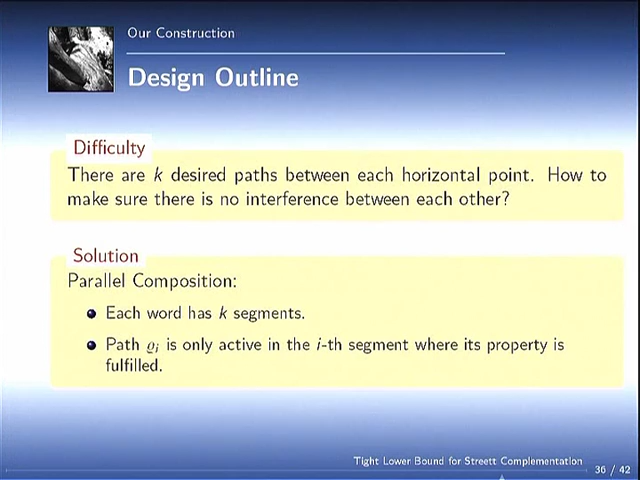 Our Construction
Design Outline
Difficulty
There are k desired paths between each horizontal point. How to
make sure there is no interference between each other?
Solution
Parallel Composition:
Each word has k segments.
Path ϱi is only active in the i-th segment where its property is
fulfilled.
Tight Lower Bound for Streett Complementation
36 / 42